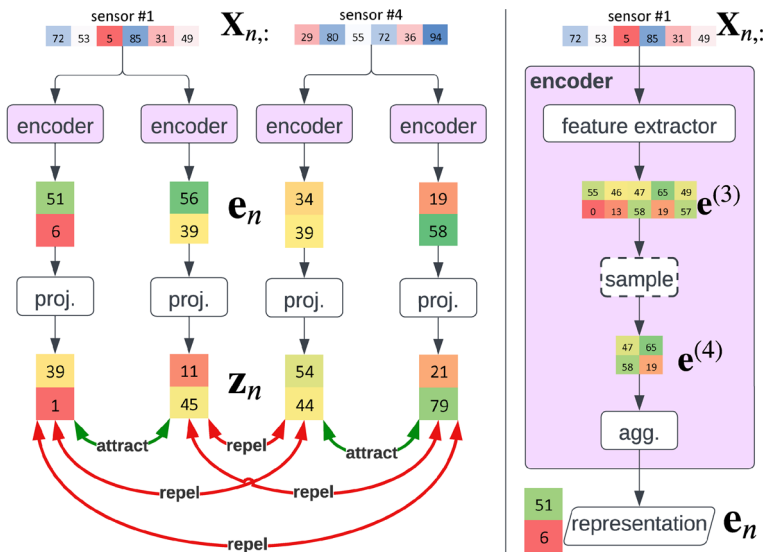 sensor #1 X_{n,:} sensor #4
72 53 5 85 31 49 29 80 55 72 36 94
encoder encoder encoder encoder
51 56 34 19
6 39 39 58
e_n
proj. proj. proj. proj.
39 11 54 21
1 45 44 79
z_n
attract repel attract
repel repel
repel
sensor #1 X_{n,:}
72 53 5 85 31 49
encoder
feature extractor
55 46 47 65 49
0 13 58 19 57
e^{(3)}
sample
47 65
58 19
e^{(4)}
agg.
51
6
representation e_n